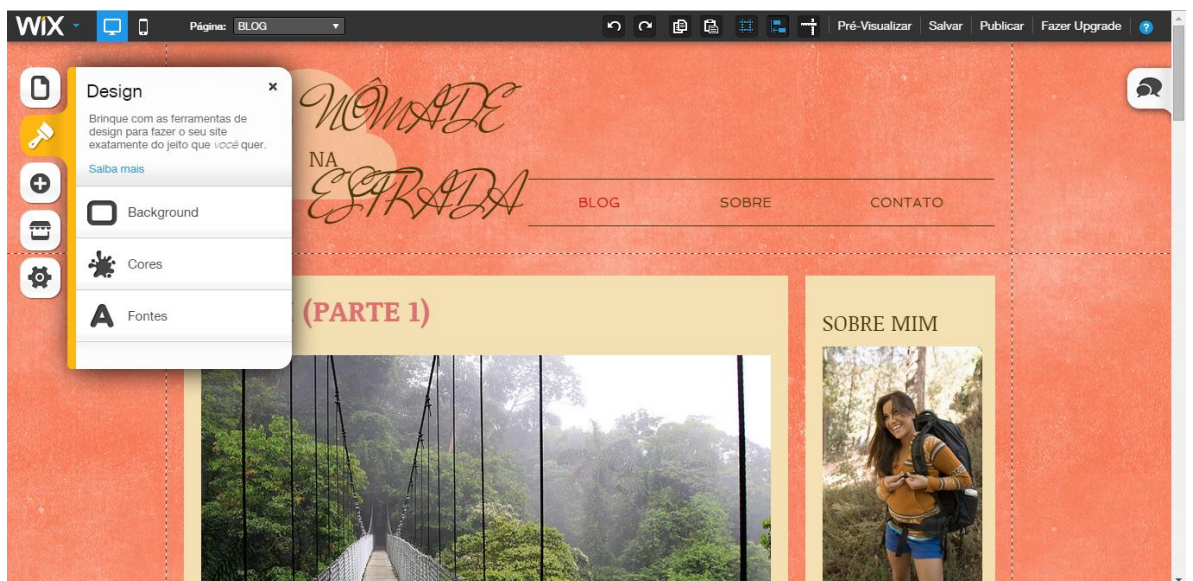 WiX
Página: BLOG
Pré-Visualizar
Salvar
Publicar
Fazer Upgrade
?
Design
Brinque com as ferramentas de
design para fazer o seu site
exatamente do jeito que você quer.
Saiba mais
Background
Cores
Fontes
NÔMADE
NA
ESTRADA
BLOG
SOBRE
CONTATO
(PARTE 1)
SOBRE MIM